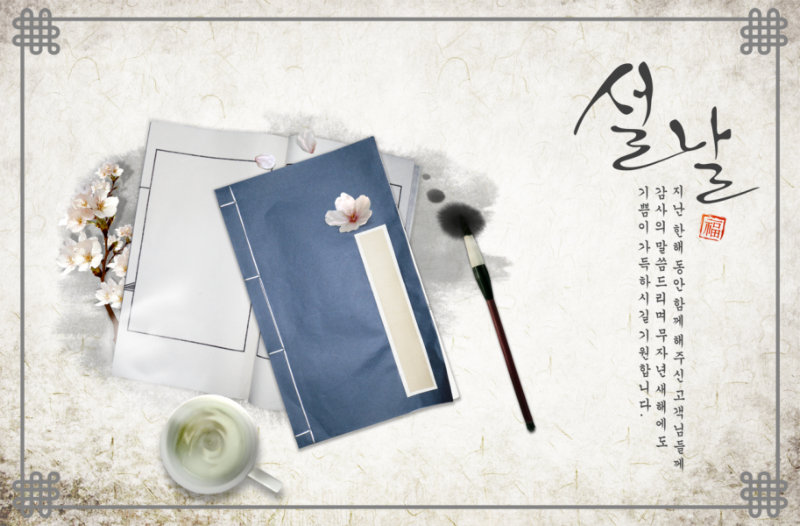 설날
福
지난 한해 동안 함께 해주신 고객님들께
감사의 말씀드리며 무자년 새해에도
기쁨이 가득하시길 기원합니다.